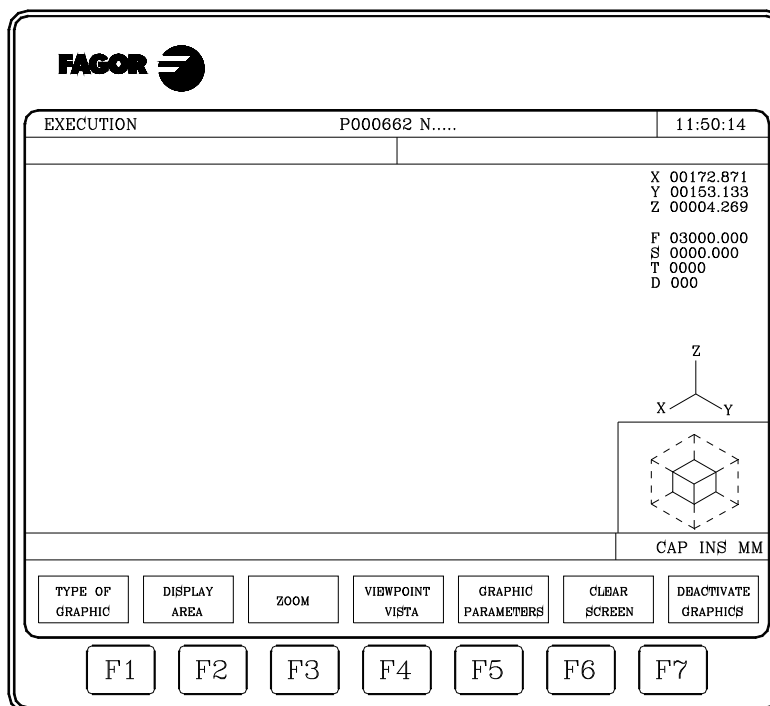 FAGOR
EXECUTION P000662 N..... 11:50:14
X 00172.871
Y 00153.133
Z 00004.269
F 03000.000
S 0000.000
T 0000
D 000
Z
X Y
CAP INS MM
TYPE OF GRAPHIC
DISPLAY AREA
ZOOM
VIEWPOINT VISTA
GRAPHIC PARAMETERS
CLEAR SCREEN
DEACTIVATE GRAPHICS
F1 F2 F3 F4 F5 F6 F7